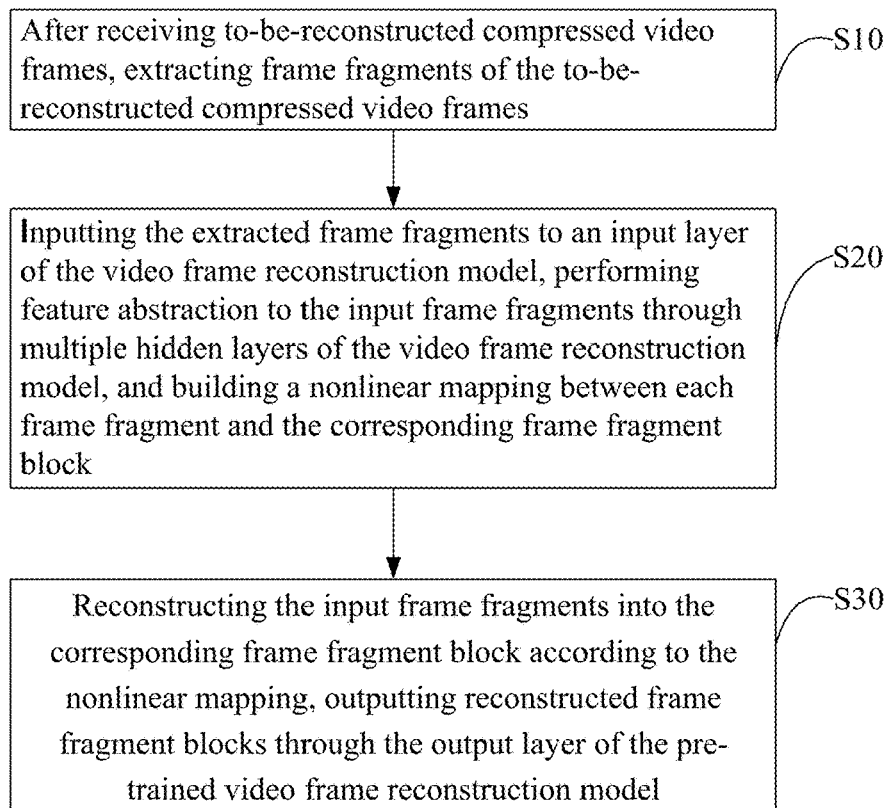 After receiving to-be-reconstructed compressed video
frames, extracting frame fragments of the to-be-
reconstructed compressed video frames
S10
Inputting the extracted frame fragments to an input layer
of the video frame reconstruction model, performing
feature abstraction to the input frame fragments through
multiple hidden layers of the video frame reconstruction
model, and building a nonlinear mapping between each
frame fragment and the corresponding frame fragment
block
S20
Reconstructing the input frame fragments into the
corresponding frame fragment block according to the
nonlinear mapping, outputting reconstructed frame
fragment blocks through the output layer of the pre-
trained video frame reconstruction model
S30